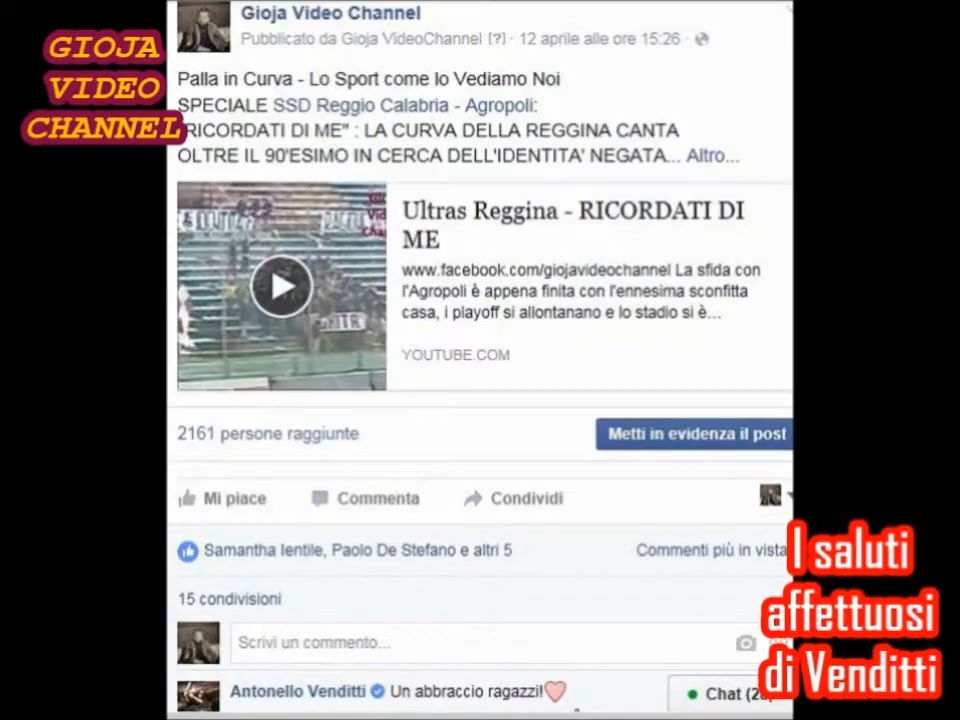 Gioja Video Channel
Pubblicato da Gioja VideoChannel [?] · 12 aprile alle ore 15:26 ·
GIOJA
VIDEO
CHANNEL
Palla in Curva - Lo Sport come lo Vediamo Noi
SPECIALE SSD Reggio Calabria - Agropoli:
RICORDATI DI ME" : LA CURVA DELLA REGGINA CANTA
OLTRE IL 90'ESIMO IN CERCA DELL'IDENTITA' NEGATA... Altro...
Ultras Reggina - RICORDATI DI
ME
www.facebook.com/giojavideochannel La sfida con
l'Agropoli è appena finita con l'ennesima sconfitta
casa, i playoff si allontanano e lo stadio si è...
YOUTUBE.COM
2161 persone raggiunte
Metti in evidenza il post
Mi piace Commenta Condividi
Samantha Ientile, Paolo De Stefano e altri 5
Commenti più in vista
15 condivisioni
Scrivi un commento...
Antonello Venditti Un abbraccio ragazzi!
Chat
I saluti
affettuosi
di Venditti